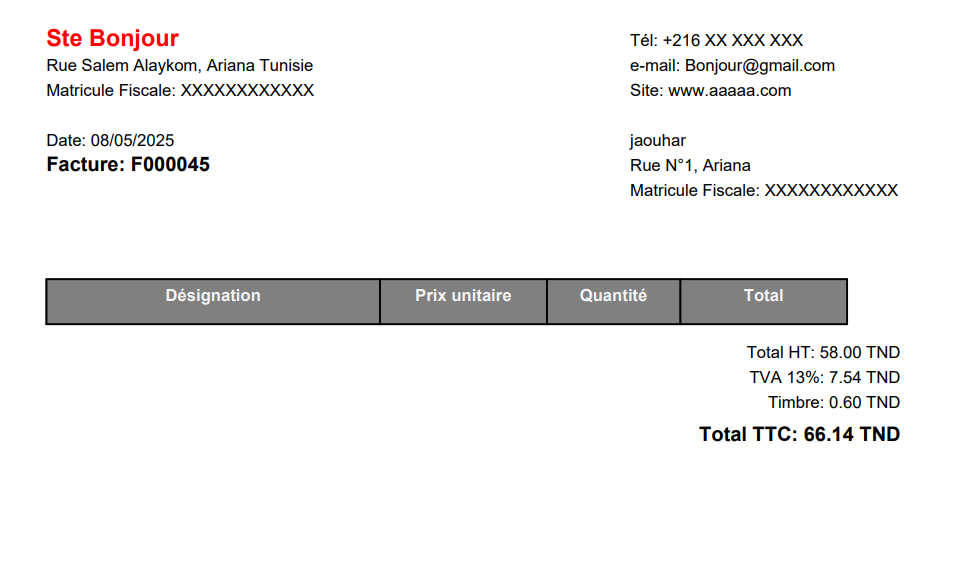 Ste Bonjour
Rue Salem Alaykom, Ariana Tunisie
Matricule Fiscale: XXXXXXXXXXXX
Tél: +216 XX XXX XXX
e-mail: Bonjour@gmail.com
Site: www.aaaaa.com
Date: 08/05/2025
Facture: F000045
jaouhar
Rue N°1, Ariana
Matricule Fiscale: XXXXXXXXXXXX
Désignation Prix unitaire Quantité Total
Total HT: 58.00 TND
TVA 13%: 7.54 TND
Timbre: 0.60 TND
Total TTC: 66.14 TND